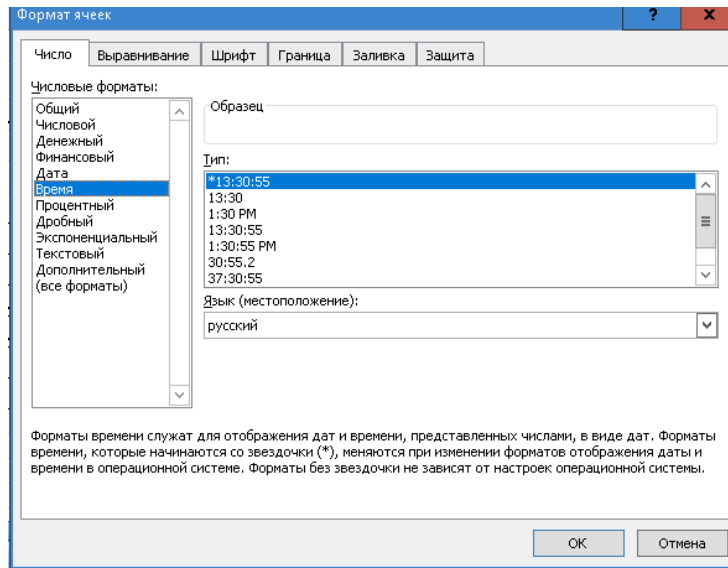 Формат ячеек
? x
Число Выравнивание Шрифт Граница Заливка Защита
Числовые форматы:
Общий
Числовой
Денежный
Финансовый
Дата
Время
Процентный
Дробный
Экспоненциальный
Текстовый
Дополнительный
(все форматы)
Образец
Тип:
*13:30:55
13:30
1:30 PM
13:30:55
1:30:55 PM
30:55.2
37:30:55
Язык (местоположение):
русский
Форматы времени служат для отображения дат и времени, представленных числами, в виде дат. Форматы
времени, которые начинаются со звездочки (*), меняются при изменении форматов отображения даты и
времени в операционной системе. Форматы без звездочки не зависят от настроек операционной системы.
ОК Отмена